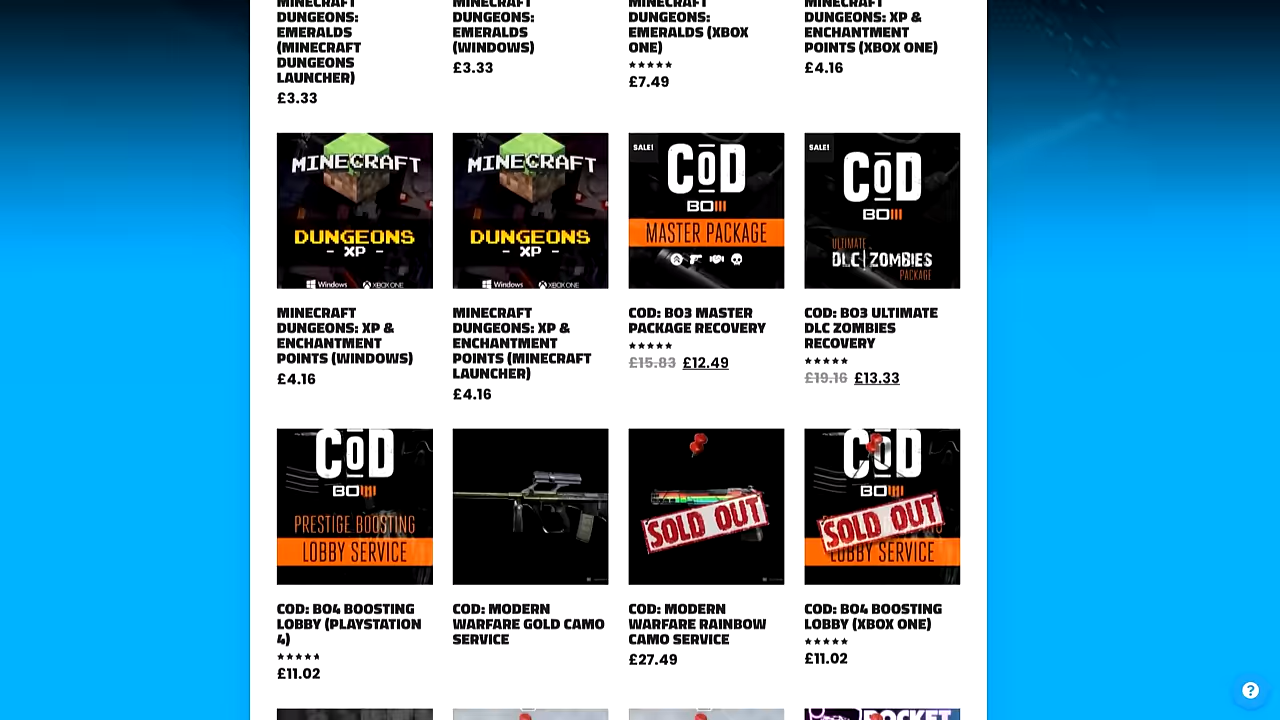 MINECRAFT
DUNGEONS:
EMERALDS
(MINECRAFT
DUNGEONS
LAUNCHER)
£3.33
MINECRAFT
DUNGEONS:
EMERALDS
(WINDOWS)
£3.33
MINECRAFT
DUNGEONS:
EMERALDS (XBOX
ONE)
£7.49
MINECRAFT
DUNGEONS: XP &
ENCHANTMENT
POINTS (XBOX ONE)
£4.16
MINECRAFT
DUNGEONS
- XP -
Windows XBOX ONE
MINECRAFT
DUNGEONS: XP &
ENCHANTMENT
POINTS (WINDOWS)
£4.16
MINECRAFT
DUNGEONS
- XP -
Windows XBOX ONE
MINECRAFT
DUNGEONS: XP &
ENCHANTMENT
POINTS (MINECRAFT
LAUNCHER)
£4.16
SALE!
COD
BOIII
MASTER PACKAGE
COD: BO3 MASTER
PACKAGE RECOVERY
£15.83 £12.49
SALE!
COD
BOIII
ULTIMATE
DLC | ZOMBIES
PACKAGE
COD: BO3 ULTIMATE
DLC ZOMBIES
RECOVERY
£19.16 £13.33
COD
BOIIII
PRESTIGE BOOSTING
LOBBY SERVICE
COD: BO4 BOOSTING
LOBBY (PLAYSTATION
4)
£11.02
COD: MODERN
WARFARE GOLD CAMO
SERVICE
SOLD OUT
COD: MODERN
WARFARE RAINBOW
CAMO SERVICE
£27.49
COD
BOIIII
SOLD OUT
LOBBY SERVICE
COD: BO4 BOOSTING
LOBBY (XBOX ONE)
£11.02
ROCKET
?